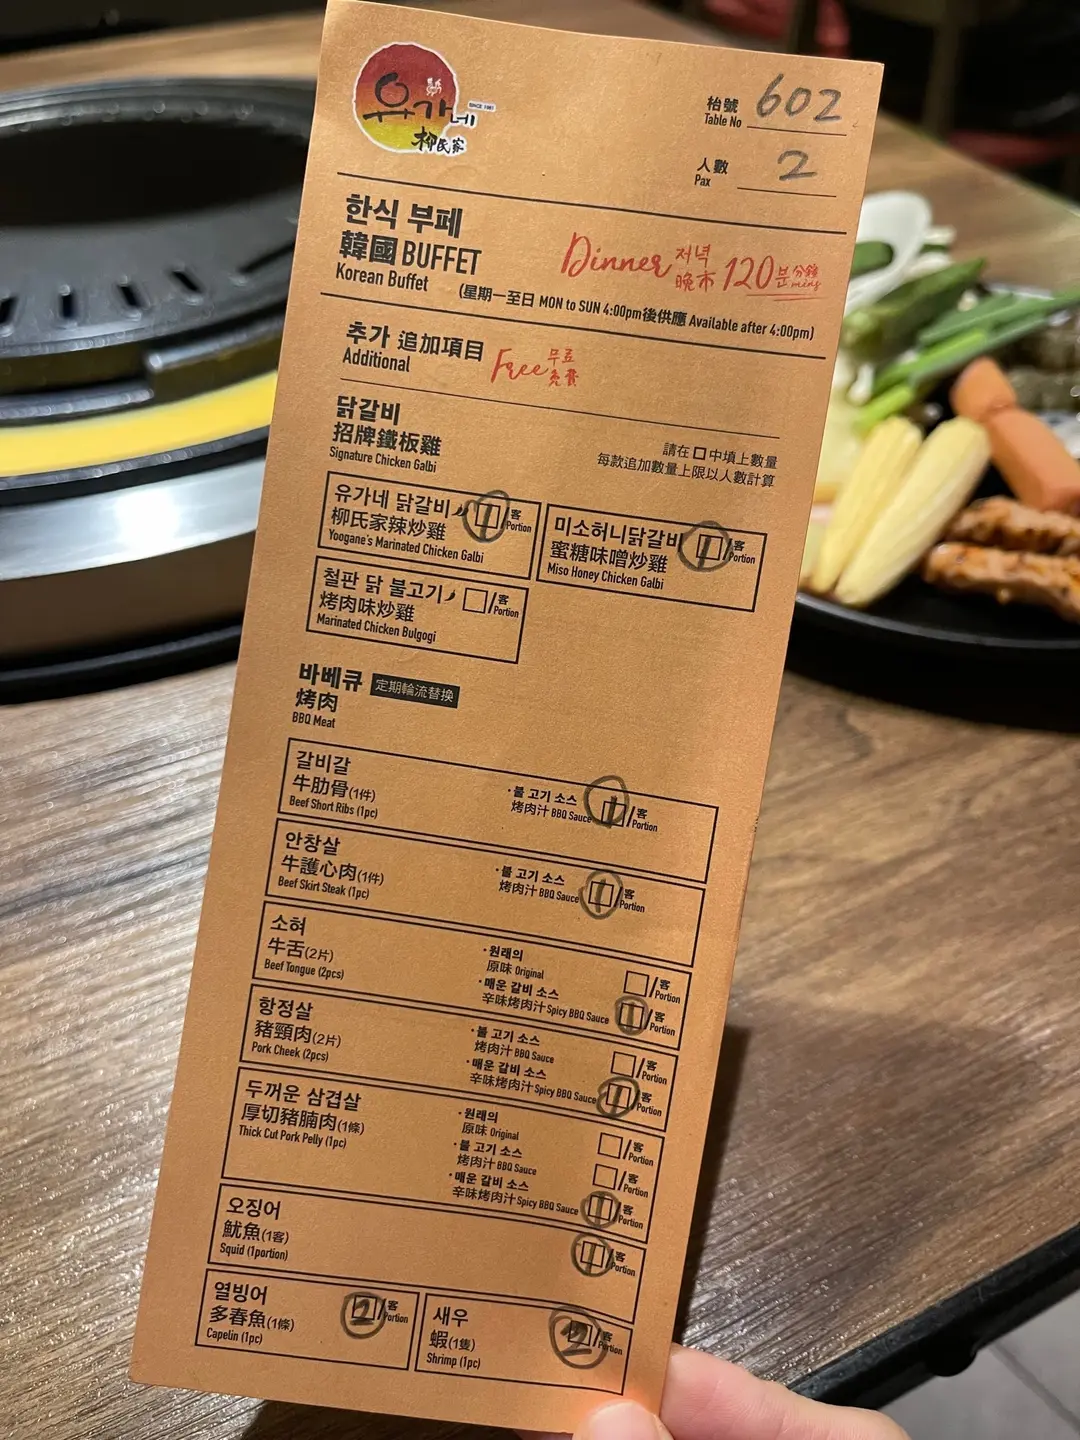 유가네
SINCE 1981
柳氏家
枱號 602
Table No
人數 2
Pax
한식 부페
韓國 BUFFET
Korean Buffet
Dinner 저녁 晚市 120 분 分鐘 mins
(星期一至日 MON to SUN 4:00pm後供應 Available after 4:00pm)
추가 追加項目
Additional
Free 무료 免費
닭갈비
招牌鐵板雞
Signature Chicken Galbi
請在口中填上數量
每款追加數量上限以人數計算
유가네 닭갈비
柳氏家辣炒雞
Yoogane's Marinated Chicken Galbi
1/客 Portion
미소허니닭갈비
蜜糖味噌炒雞
Miso Honey Chicken Galbi
1/客 Portion
철판 닭 불고기
烤肉味炒雞
Marinated Chicken Bulgogi
/客 Portion
바베큐 定期輪流替換
烤肉
BBQ Meat
갈비갈
牛肋骨(1件)
Beef Short Ribs (1pc)
·불 고기 소스
烤肉汁 BBQ Sauce 1/客 Portion
안창살
牛護心肉(1件)
Beef Skirt Steak (1pc)
·불 고기 소스
烤肉汁 BBQ Sauce 1/客 Portion
소혀
牛舌(2片)
Beef Tongue (2pcs)
·원래의
原味 Original /客 Portion
·매운 갈비 소스
辛味烤肉汁 Spicy BBQ Sauce 1/客 Portion
항정살
豬頸肉(2片)
Pork Cheek (2pcs)
·불 고기 소스
烤肉汁 BBQ Sauce /客 Portion
·매운 갈비 소스
辛味烤肉汁 Spicy BBQ Sauce 1/客 Portion
두꺼운 삼겹살
厚切豬腩肉(1條)
Thick Cut Pork Pelly (1pc)
·원래의
原味 Original /客 Portion
·불 고기 소스
烤肉汁 BBQ Sauce /客 Portion
·매운 갈비 소스
辛味烤肉汁 Spicy BBQ Sauce 1/客 Portion
오징어
魷魚(1客)
Squid (1portion)
1/客 Portion
열빙어
多春魚(1條)
Capelin (1pc)
2/客 Portion
새우
蝦(1隻)
Shrimp (1pc)
2/客 Portion